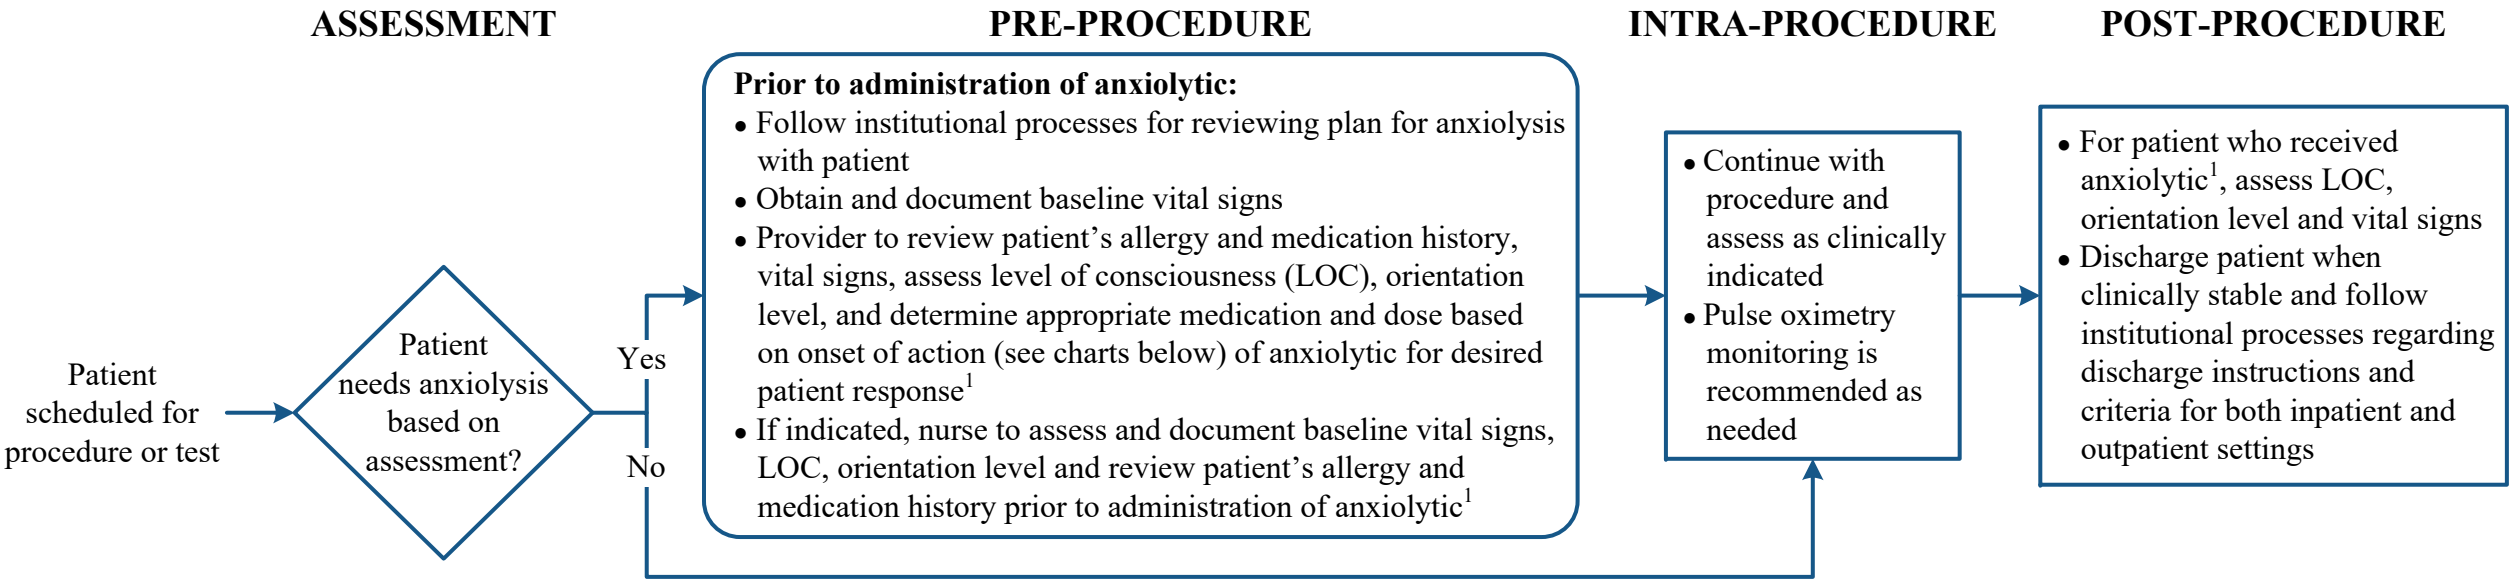 ASSESSMENT
PRE-PROCEDURE
INTRA-PROCEDURE
POST-PROCEDURE
Patient
scheduled for
procedure or test
Patient
needs anxiolysis
based on
assessment?
Yes
No
Prior to administration of anxiolytic:
● Follow institutional processes for reviewing plan for anxiolysis
with patient
● Obtain and document baseline vital signs
● Provider to review patient’s allergy and medication history,
vital signs, assess level of consciousness (LOC), orientation
level, and determine appropriate medication and dose based
on onset of action (see charts below) of anxiolytic for desired
patient response¹
● If indicated, nurse to assess and document baseline vital signs,
LOC, orientation level and review patient’s allergy and
medication history prior to administration of anxiolytic¹
● Continue with
procedure and
assess as clinically
indicated
● Pulse oximetry
monitoring is
recommended as
needed
● For patient who received
anxiolytic¹, assess LOC,
orientation level and vital signs
● Discharge patient when
clinically stable and follow
institutional processes regarding
discharge instructions and
criteria for both inpatient and
outpatient settings